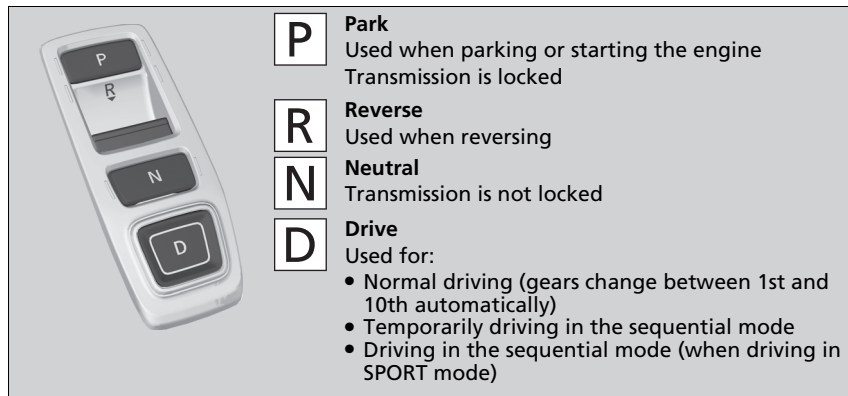 P
R
N
D
P
Park
Used when parking or starting the engine
Transmission is locked
R
Reverse
Used when reversing
N
Neutral
Transmission is not locked
D
Drive
Used for:
• Normal driving (gears change between 1st and
10th automatically)
• Temporarily driving in the sequential mode
• Driving in the sequential mode (when driving in
SPORT mode)